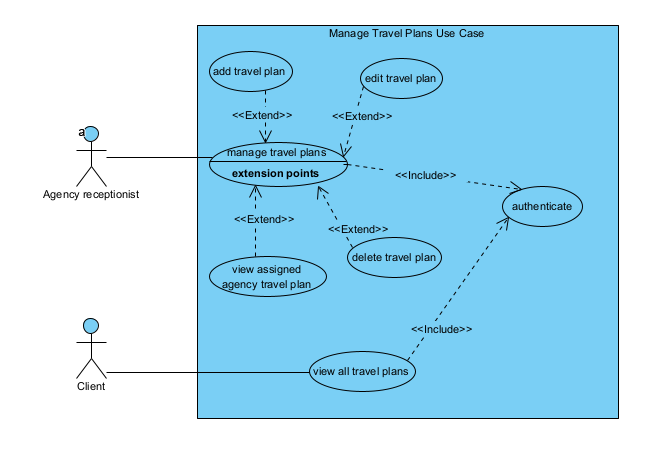 Manage Travel Plans Use Case
add travel plan
edit travel plan
<<Extend>>
<<Extend>>
a
manage travel plans
extension points
<<Include>>
Agency receptionist
authenticate
<<Extend>>
<<Extend>>
delete travel plan
view assigned
agency travel plan
<<Include>>
view all travel plans
Client